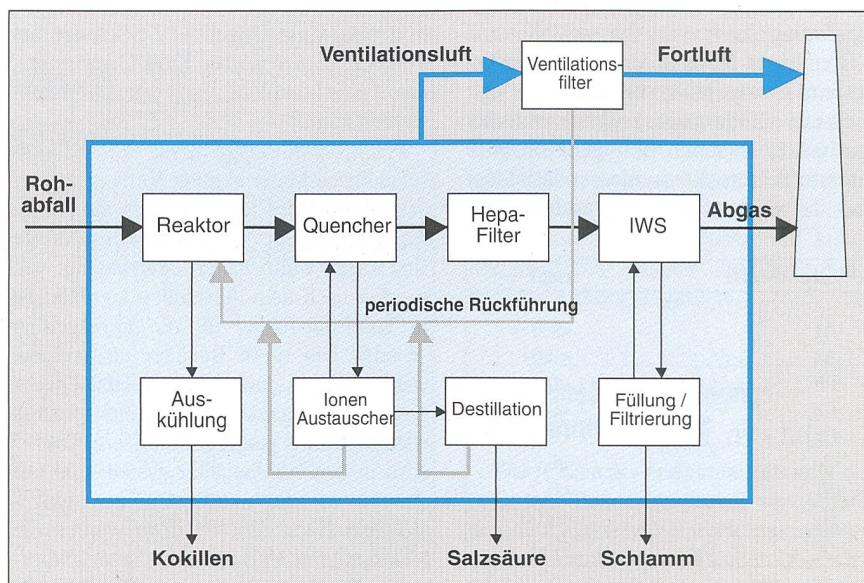 Ventilationsluft
Ventilations-
filter
Fortluft
Roh-
abfall
Reaktor
Quencher
Hepa-
Filter
IWS
Abgas
periodische Rückführung
Aus-
kühlung
Ionen
Austauscher
Destillation
Füllung /
Filtrierung
Kokillen
Salzsäure
Schlamm